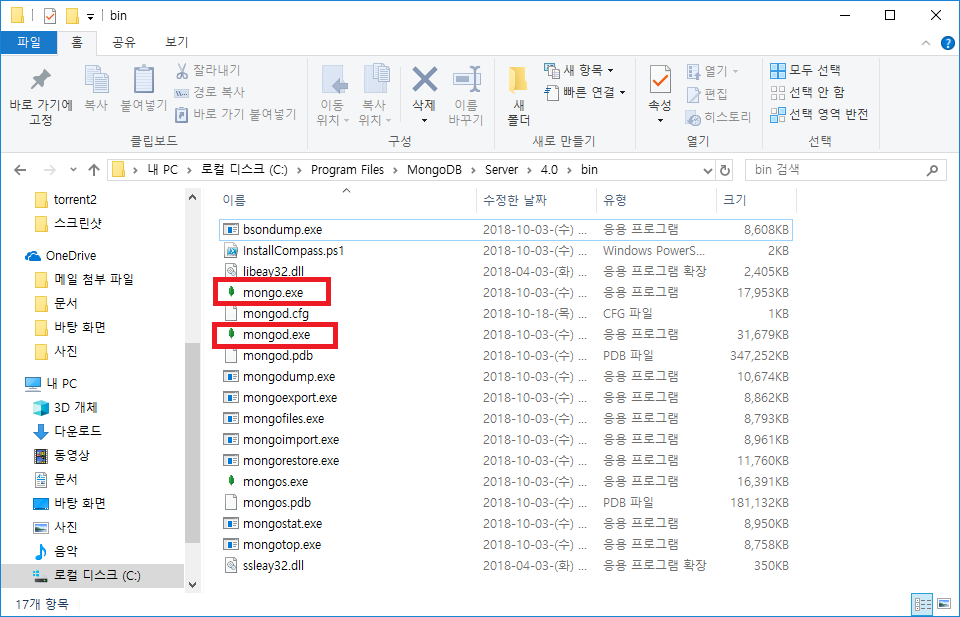 bin
파일 홈 공유 보기
바로 가기에 고정
복사
붙여넣기
잘라내기
경로 복사
바로 가기 붙여넣기
클립보드
이동 위치
복사 위치
삭제
이름 바꾸기
구성
새 폴더
새 항목
빠른 연결
새로 만들기
속성
열기
편집
히스토리
열기
모두 선택
선택 안 함
선택 영역 반전
선택
내 PC > 로컬 디스크 (C:) > Program Files > MongoDB > Server > 4.0 > bin
bin 검색
torrent2
스크린샷
OneDrive
메일 첨부 파일
문서
바탕 화면
사진
내 PC
3D 개체
다운로드
동영상
문서
바탕 화면
사진
음악
로컬 디스크 (C:)
이름 수정한 날짜 유형 크기
bsondump.exe 2018-10-03-(수) ... 응용 프로그램 8,608KB
InstallCompass.ps1 2018-10-03-(수) ... Windows PowerS... 2KB
libeay32.dll 2018-04-03-(화) ... 응용 프로그램 확장 2,405KB
mongo.exe 2018-10-03-(수) ... 응용 프로그램 17,953KB
mongod.cfg 2018-10-18-(목) ... CFG 파일 1KB
mongod.exe 2018-10-03-(수) ... 응용 프로그램 31,679KB
mongod.pdb 2018-10-03-(수) ... PDB 파일 347,252KB
mongodump.exe 2018-10-03-(수) ... 응용 프로그램 10,674KB
mongoexport.exe 2018-10-03-(수) ... 응용 프로그램 8,862KB
mongofiles.exe 2018-10-03-(수) ... 응용 프로그램 8,793KB
mongoimport.exe 2018-10-03-(수) ... 응용 프로그램 8,961KB
mongorestore.exe 2018-10-03-(수) ... 응용 프로그램 11,760KB
mongos.exe 2018-10-03-(수) ... 응용 프로그램 16,391KB
mongos.pdb 2018-10-03-(수) ... PDB 파일 181,132KB
mongostat.exe 2018-10-03-(수) ... 응용 프로그램 8,950KB
mongotop.exe 2018-10-03-(수) ... 응용 프로그램 8,758KB
ssleay32.dll 2018-04-03-(화) ... 응용 프로그램 확장 350KB
17개 항목